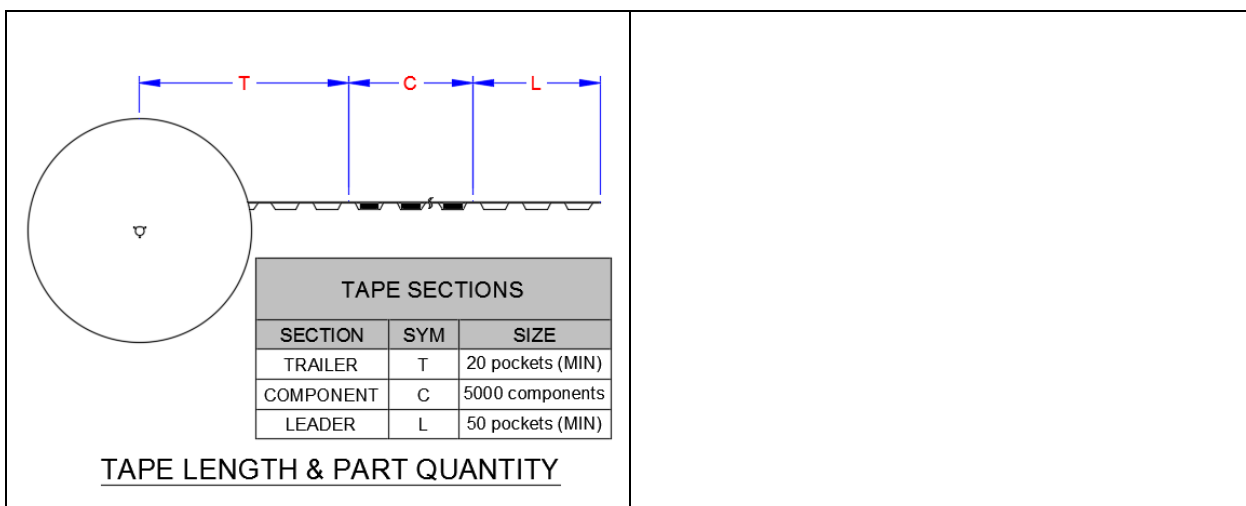 T C L
TAPE SECTIONS
SECTION SYM SIZE
TRAILER T 20 pockets (MIN)
COMPONENT C 5000 components
LEADER L 50 pockets (MIN)
TAPE LENGTH & PART QUANTITY